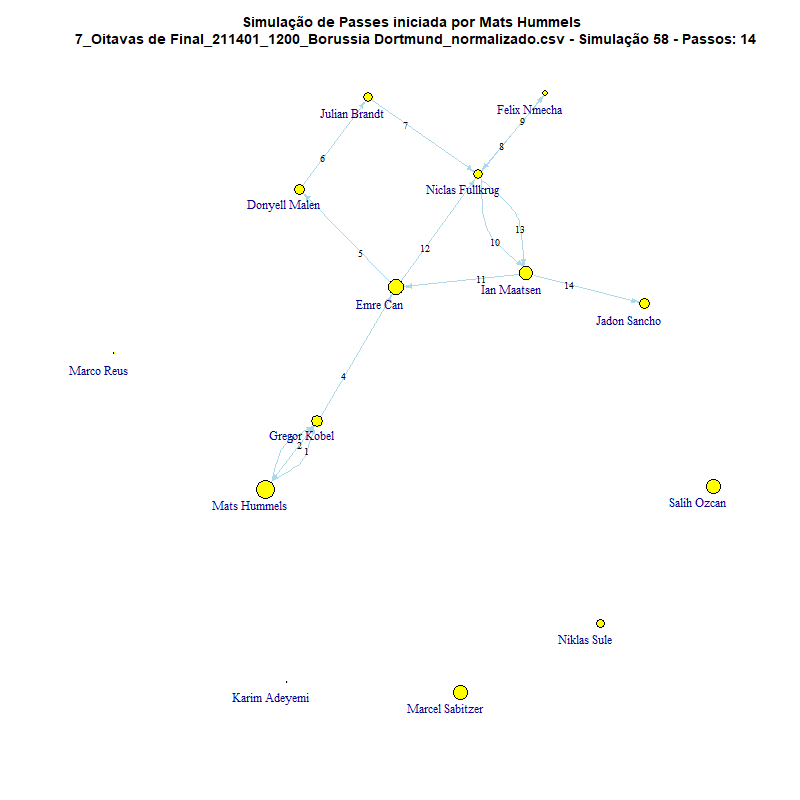 Simulação de Passes iniciada por Mats Hummels
7_Oitavas de Final_211401_1200_Borussia Dortmund_normalizado.csv - Simulação 58 - Passos: 14
Felix Nmecha
Julian Brandt
9
7
8
6
Niclas Fullkrug
Donyell Malen
13
10
12
5
11
14
Ian Maatsen
Emre Can
Jadon Sancho
Marco Reus
4
Gregor Kobel
2
1
Mats Hummels
Salih Ozcan
Niklas Sule
Karim Adeyemi
Marcel Sabitzer